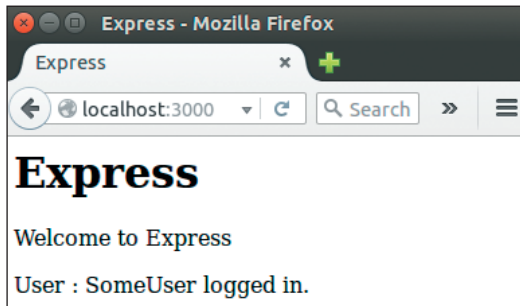 Express - Mozilla Firefox
Express
localhost:3000
Search
Express
Welcome to Express
User : SomeUser logged in.